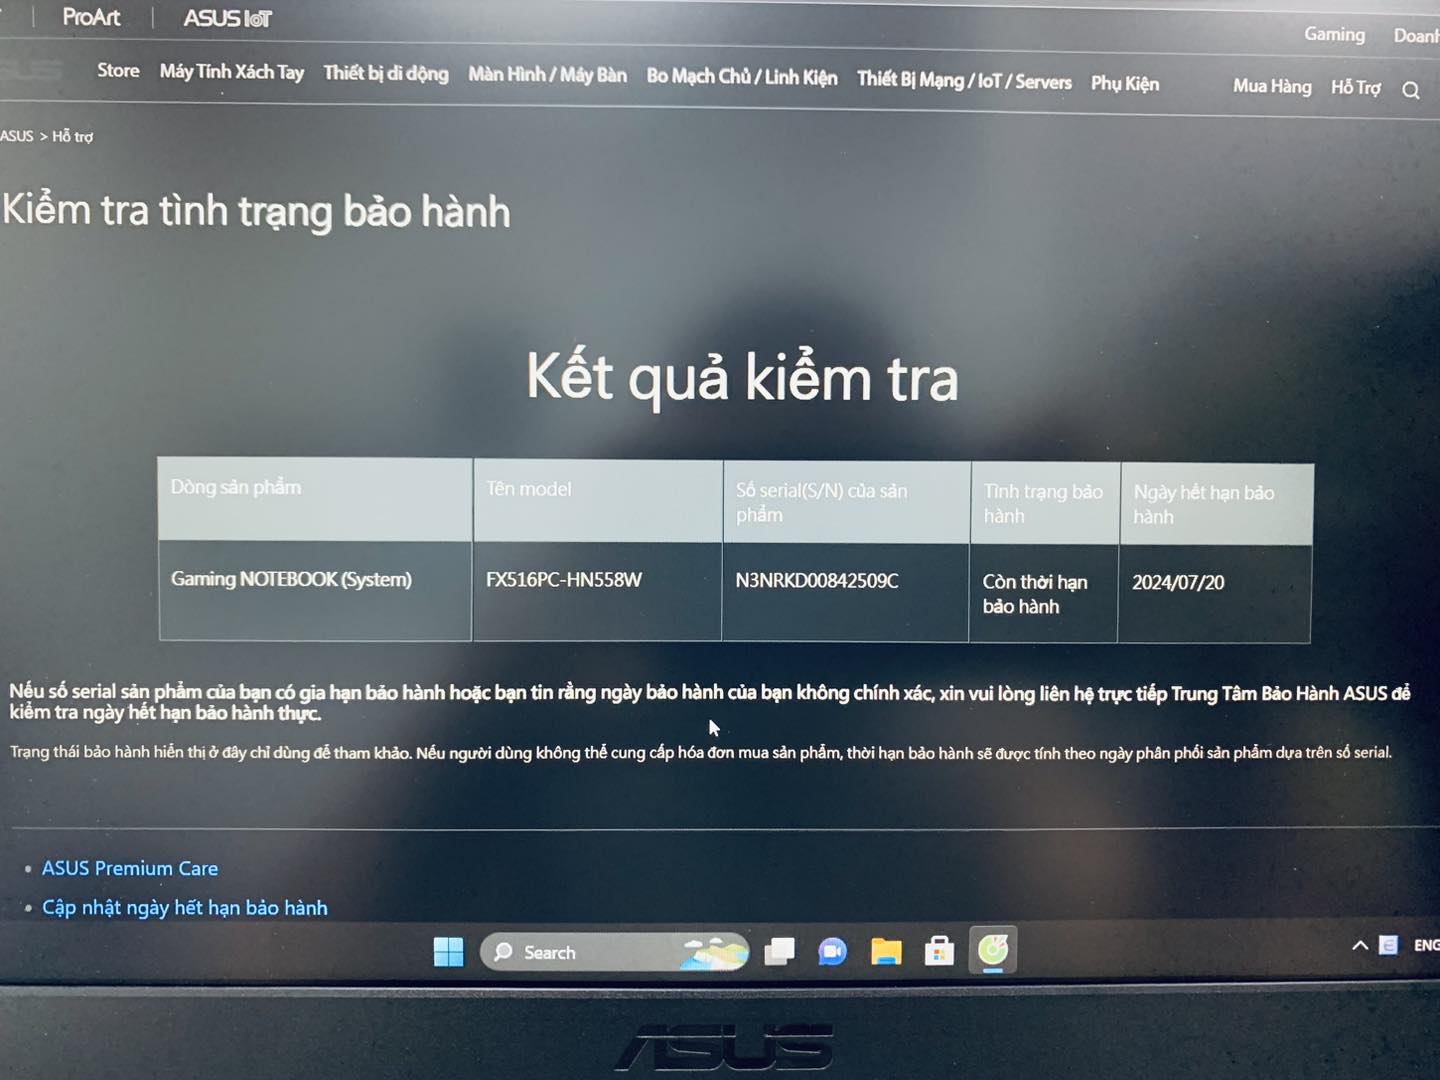 ProArt
ASUS IoT
Gaming
Store
Máy Tính Xách Tay
Thiết bị di động
Màn Hình / Máy Bàn
Bo Mạch Chủ / Linh Kiện
Thiết Bị Mạng / IoT / Servers
Phụ Kiện
Mua Hàng
Hỗ Trợ
ASUS > Hỗ trợ
Kiểm tra tình trạng bảo hành
Kết quả kiểm tra
Dòng sản phẩm
Tên model
Số serial(S/N) của sản
phẩm
Tình trạng bảo
hành
Ngày hết hạn bảo
hành
Gaming NOTEBOOK (System)
FX516PC-HN558W
N3NRKD00842509C
Còn thời hạn
bảo hành
2024/07/20
Nếu số serial sản phẩm của bạn có gia hạn bảo hành hoặc bạn tin rằng ngày bảo hành của bạn không chính xác, xin vui lòng liên hệ trực tiếp Trung Tâm Bảo Hành ASUS để
kiểm tra ngày hết hạn bảo hành thực.
Trạng thái bảo hành hiển thị ở đây chỉ dùng để tham khảo. Nếu người dùng không thể cung cấp hóa đơn mua sản phẩm, thời hạn bảo hành sẽ được tính theo ngày phân phối sản phẩm dựa trên số serial.
ASUS Premium Care
Cập nhật ngày hết hạn bảo hành
Search
ENG
ASUS